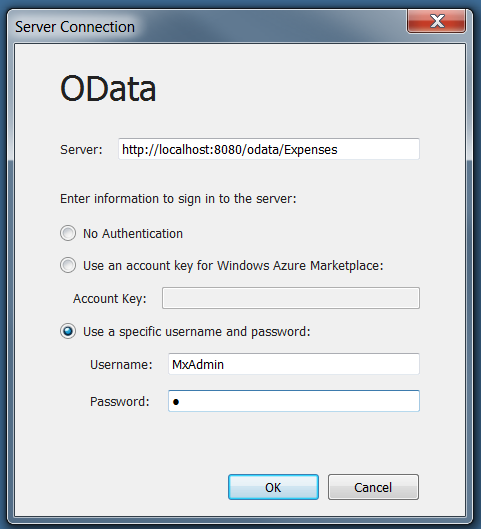 Server Connection
OData
Server: http://localhost:8080/odata/Expenses
Enter information to sign in to the server:
No Authentication
Use an account key for Windows Azure Marketplace:
Account Key:
Use a specific username and password:
Username: MxAdmin
Password: ●
OK Cancel